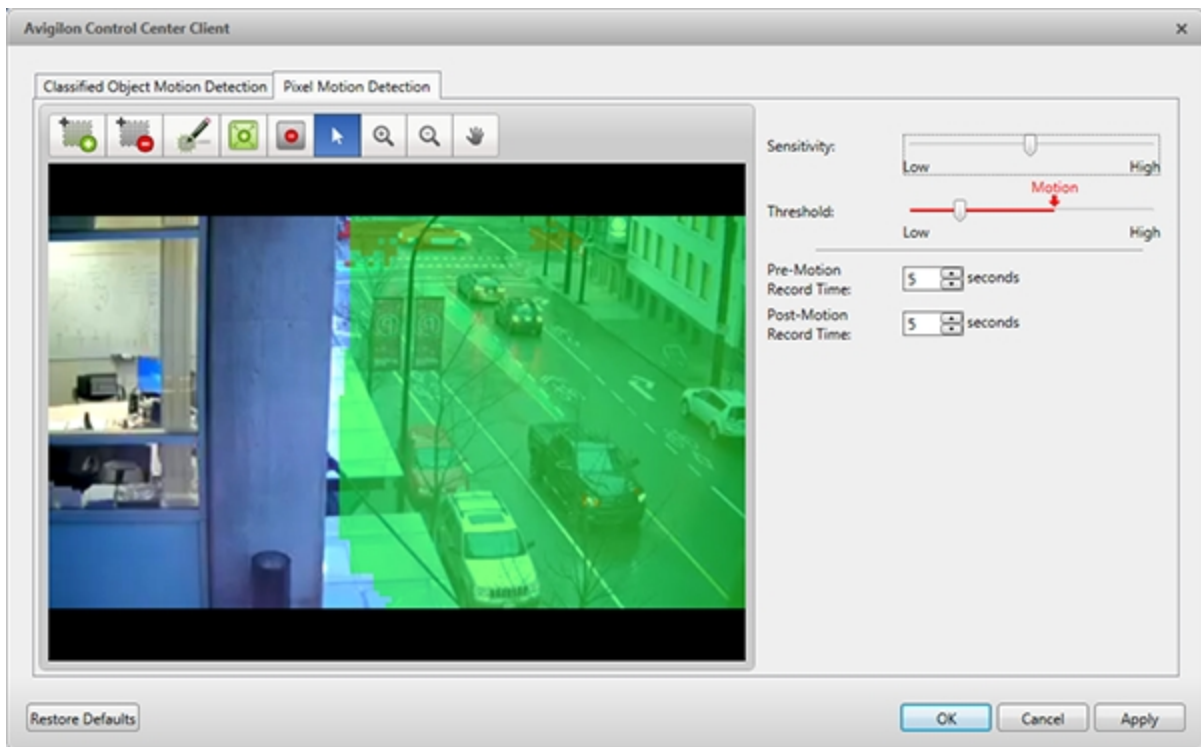 Avigilon Control Center Client
Classified Object Motion Detection
Pixel Motion Detection
Sensitivity:
Low
High
Motion
Threshold:
Low
High
Pre-Motion
Record Time:
5
seconds
Post-Motion
Record Time:
5
seconds
Restore Defaults
OK
Cancel
Apply